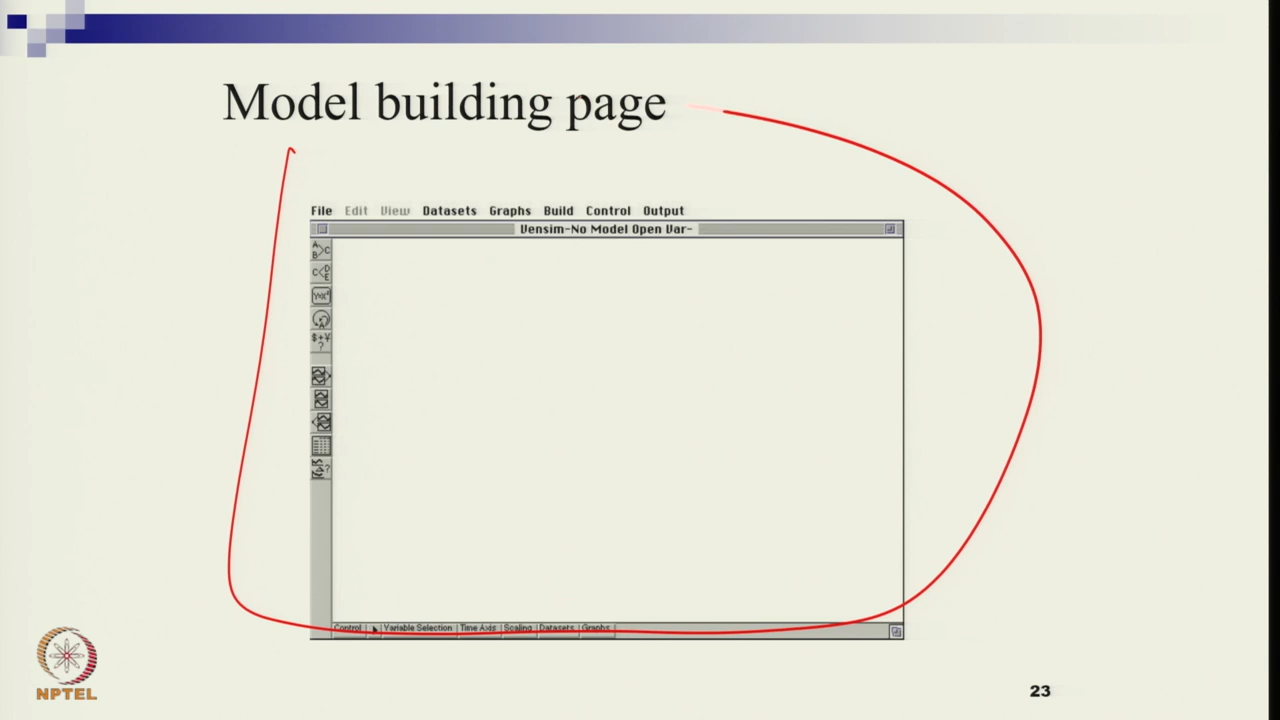 Model building page
File Edit View Datasets Graphs Build Control Output
Vensim-No Model Open Var-
A
B C
C D
E
$+¥
?
?
Control Variable Selection Time Axis Scaling Datasets Graphs
NPTEL
23